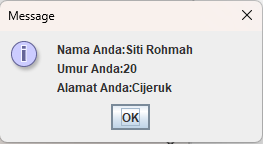 Message
Nama Anda:Siti Rohmah
Umur Anda:20
Alamat Anda:Cijeruk
OK